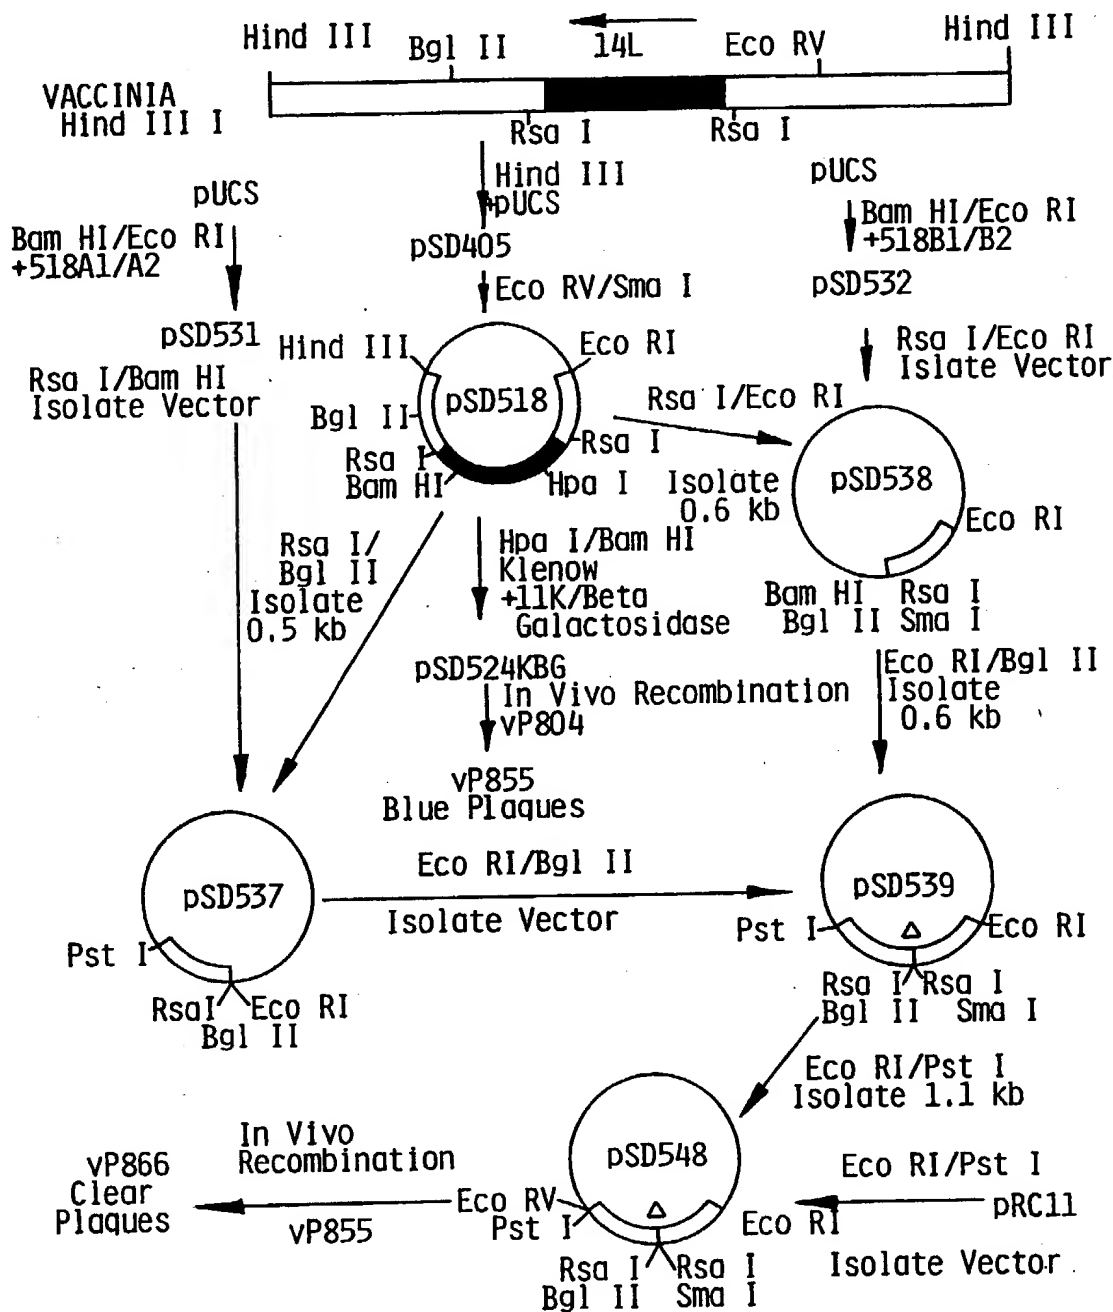 Hind III
Bgl II
14L
Eco RV
Hind III
VACCINIA
Hind III I
Rsa I
Rsa I
Hind III
+pUCS
pSD405
Eco RV/Sma I
pUCS
Bam HI/Eco RI
+518A1/A2
pSD531
Rsa I/Bam HI
Isolate Vector
pUCS
Bam HI/Eco RI
+518B1/B2
pSD532
Rsa I/Eco RI
Islate Vector
Hind III
Eco RI
pSD518
Bgl II
Rsa I
Rsa I
Bam HI
Hpa I
Rsa I/Eco RI
Isolate
0.6 kb
pSD538
Eco RI
Bam HI Rsa I
Bgl II Sma I
Rsa I/
Bgl II
Isolate
0.5 kb
Hpa I/Bam HI
Klenow
+11K/Beta
Galactosidase
pSD524KBG
In Vivo Recombination
vP804
vP855
Blue Plaques
Eco RI/Bgl II
Isolate
0.6 kb
pSD537
Pst I
RsaI Eco RI
Bgl II
Eco RI/Bgl II
Isolate Vector
pSD539
Pst I
Δ
Eco RI
Rsa I Rsa I
Bgl II Sma I
Eco RI/Pst I
Isolate 1.1 kb
pSD548
Eco RV
Pst I
Δ
Eco RI
Rsa I Rsa I
Bgl II Sma I
Eco RI/Pst I
pRC11
Isolate Vector
In Vivo
Recombination
vP855
vP866
Clear
Plaques